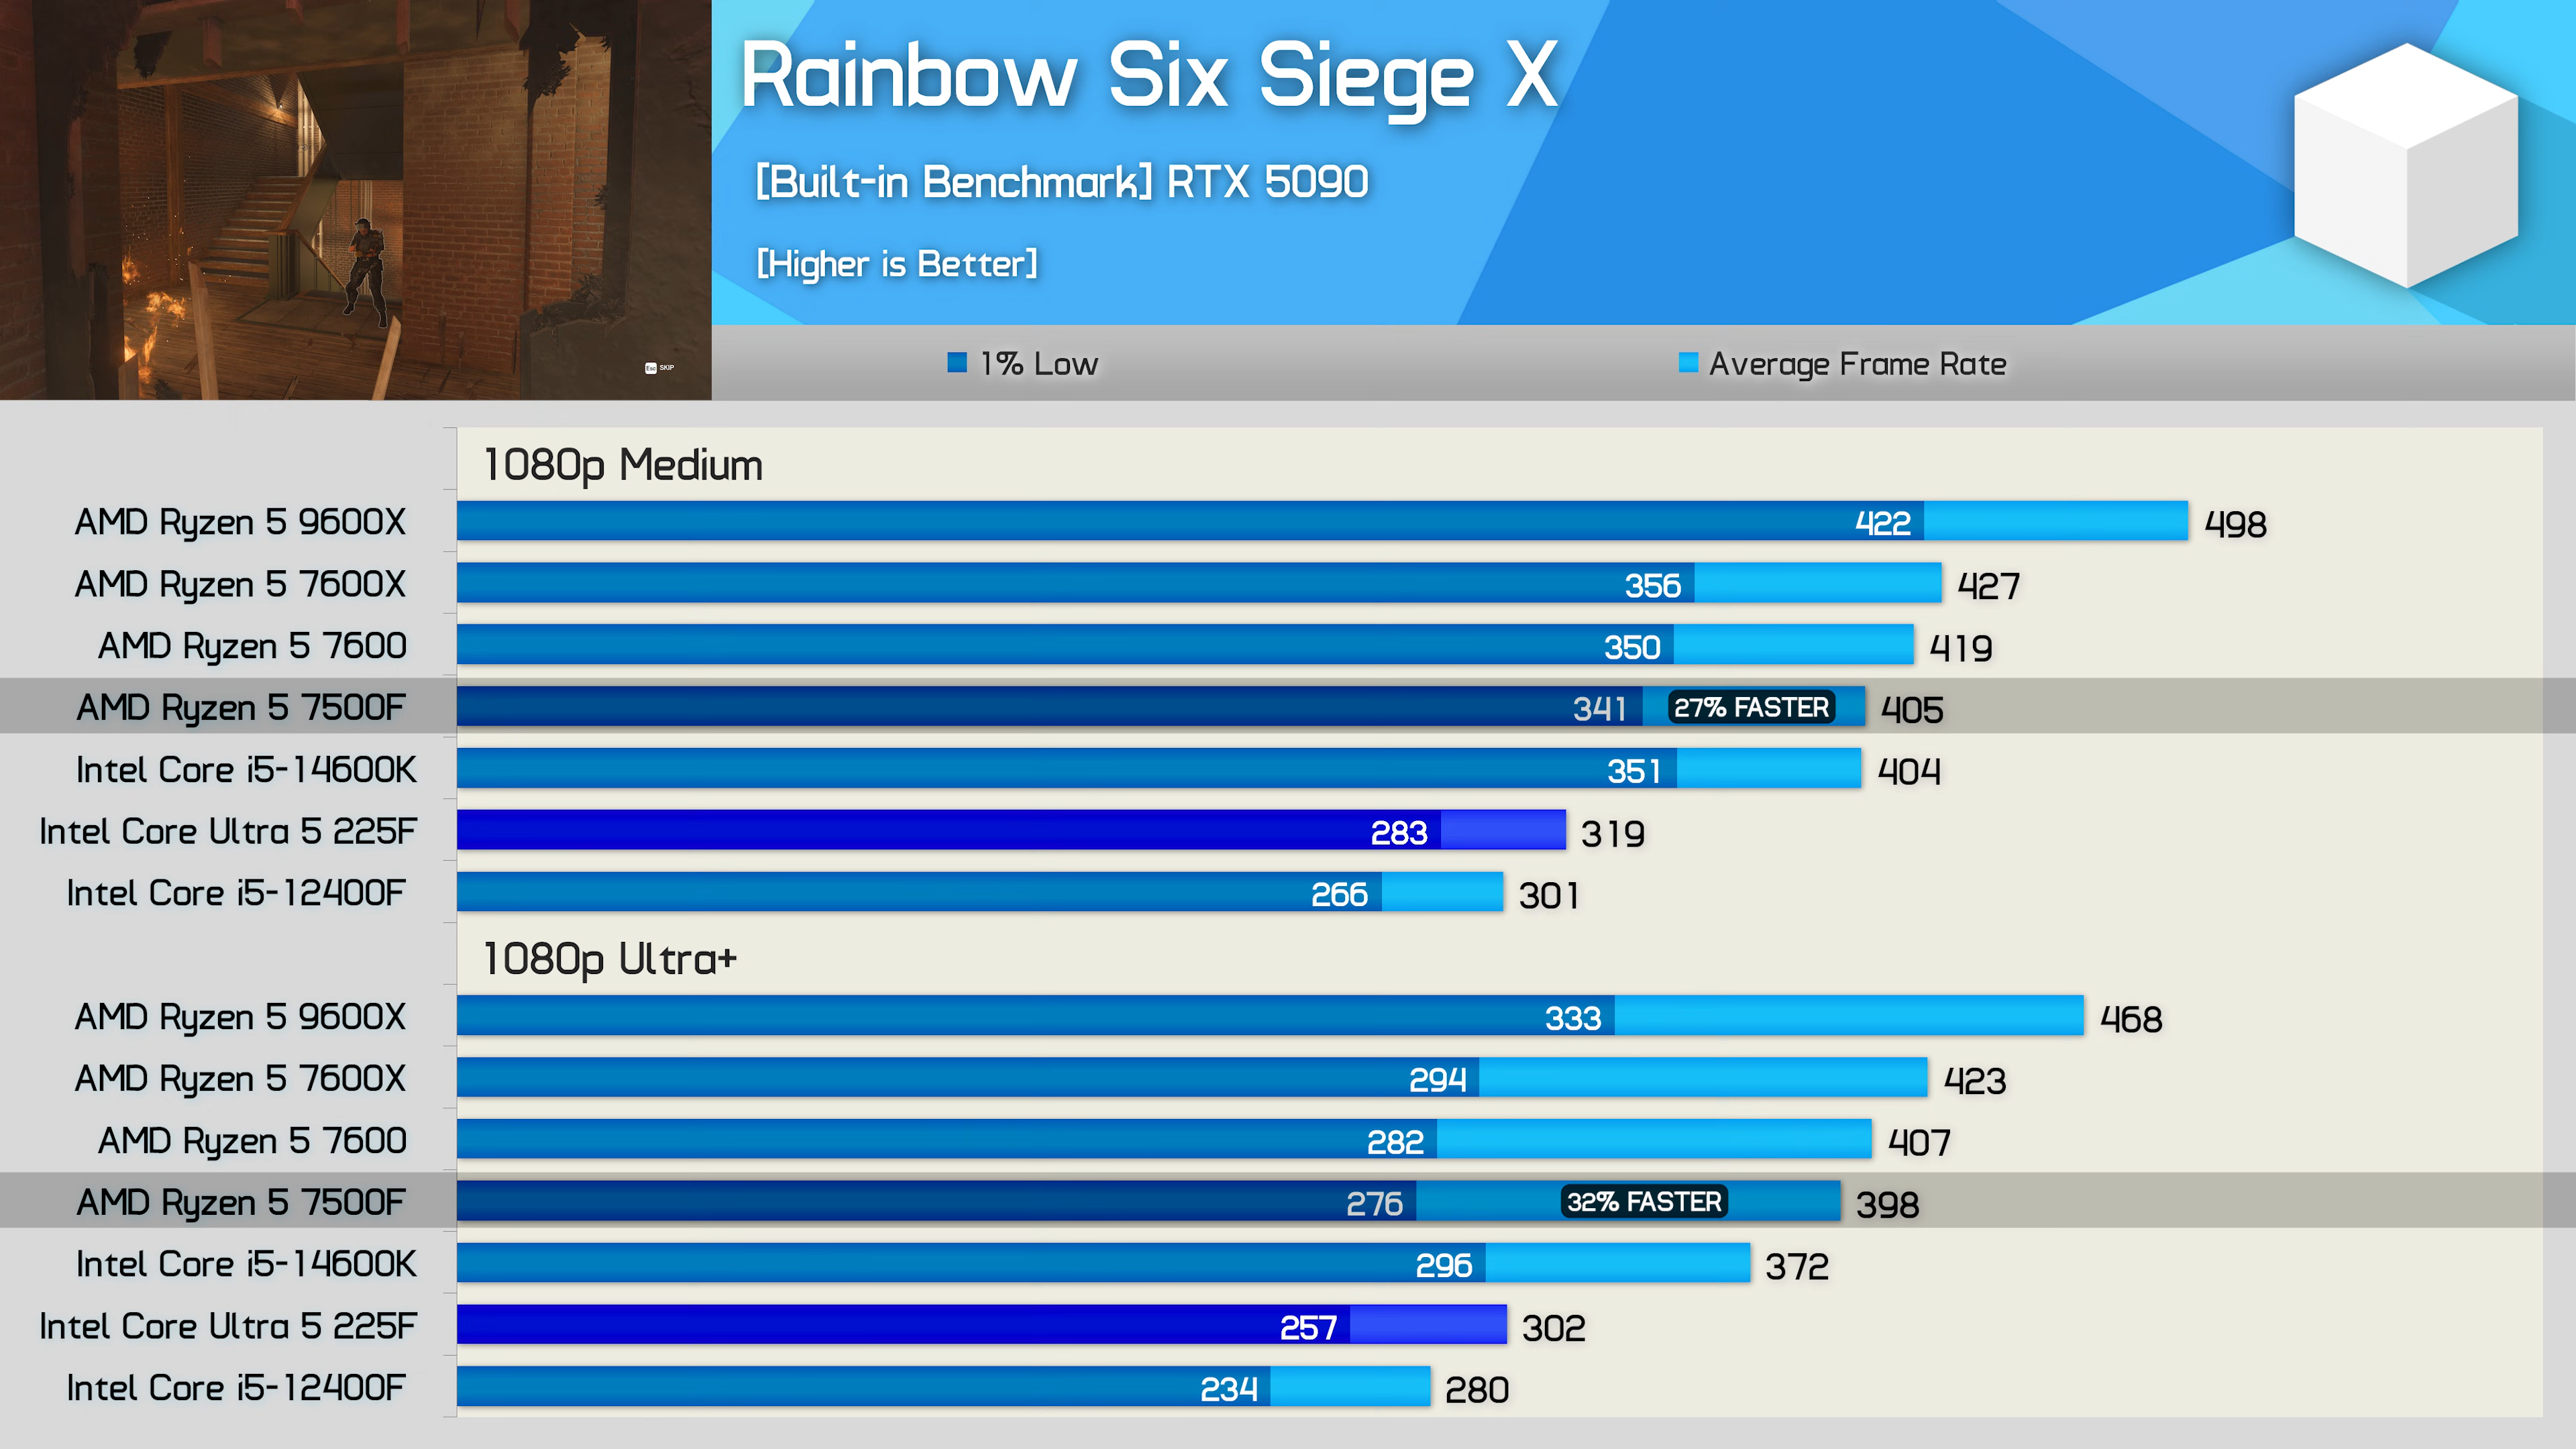 Rainbow Six Siege X
[Built-in Benchmark] RTX 5090
[Higher is Better]
Esc SKIP
1% Low Average Frame Rate
1080p Medium
AMD Ryzen 5 9600X 422 498
AMD Ryzen 5 7600X 356 427
AMD Ryzen 5 7600 350 419
AMD Ryzen 5 7500F 341 27% FASTER 405
Intel Core i5-14600K 351 404
Intel Core Ultra 5 225F 283 319
Intel Core i5-12400F 266 301
1080p Ultra+
AMD Ryzen 5 9600X 333 468
AMD Ryzen 5 7600X 294 423
AMD Ryzen 5 7600 282 407
AMD Ryzen 5 7500F 276 32% FASTER 398
Intel Core i5-14600K 296 372
Intel Core Ultra 5 225F 257 302
Intel Core i5-12400F 234 280